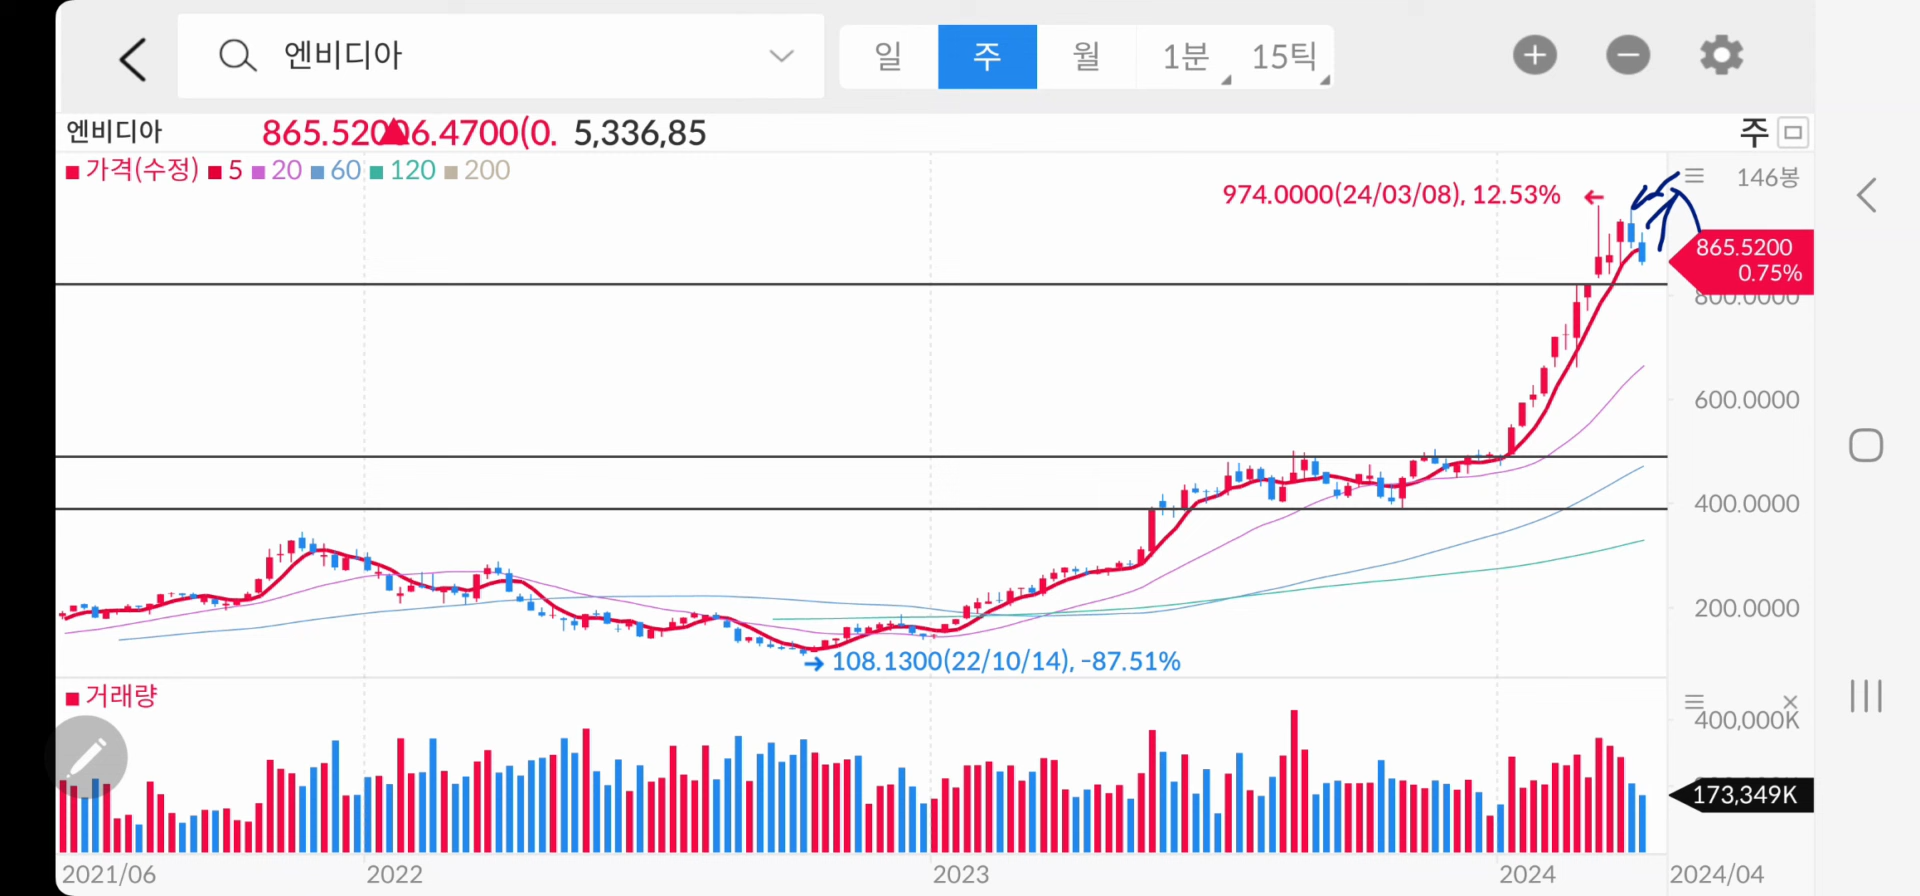 엔비디아 일 주 월 1분 15틱
엔비디아 865.5200 6.4700(0. 5,336,85 주
가격(수정) 5 20 60 120 200
146봉
974.0000(24/03/08), 12.53%
865.5200
0.75%
800.0000
600.0000
400.0000
200.0000
108.1300(22/10/14), -87.51%
거래량
400,000K
173,349K
2021/06 2022 2023 2024 2024/04